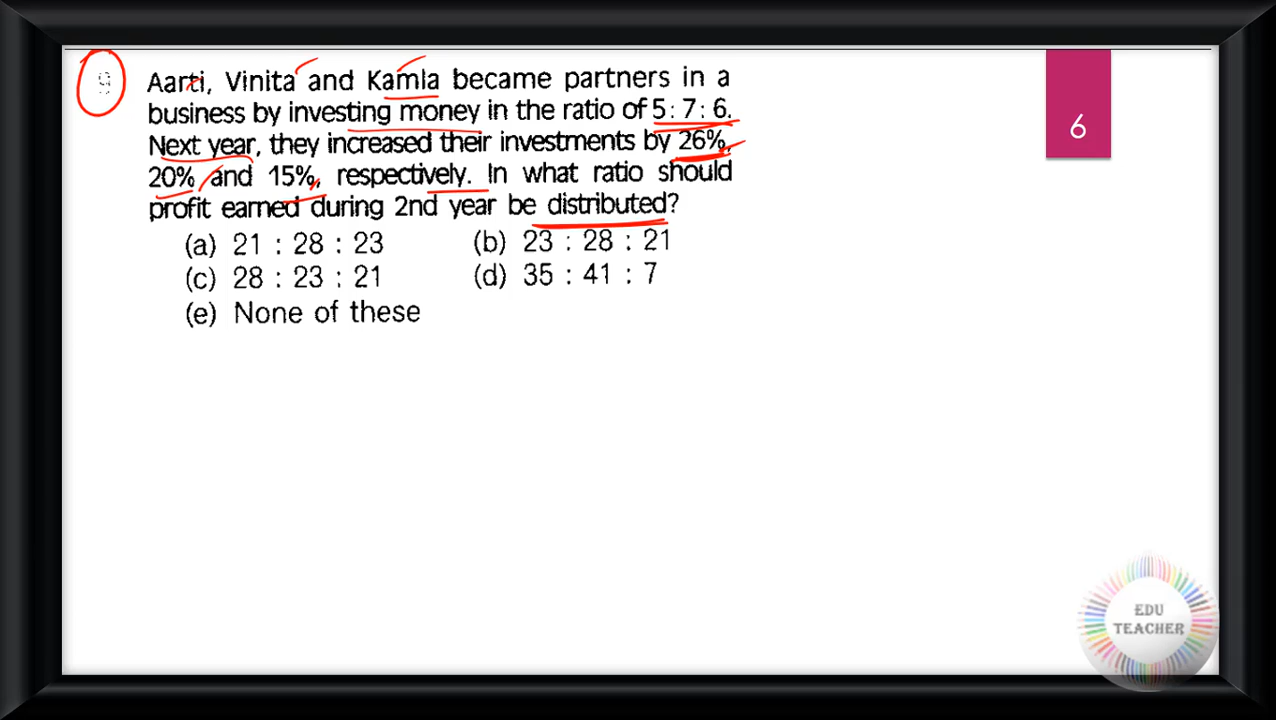 9
Aarti, Vinita and Kamla became partners in a
business by investing money in the ratio of 5 : 7 : 6.
Next year, they increased their investments by 26%,
20% and 15%, respectively. In what ratio should
profit earned during 2nd year be distributed?
(a) 21 : 28 : 23 (b) 23 : 28 : 21
(c) 28 : 23 : 21 (d) 35 : 41 : 7
(e) None of these
6
EDU
TEACHER